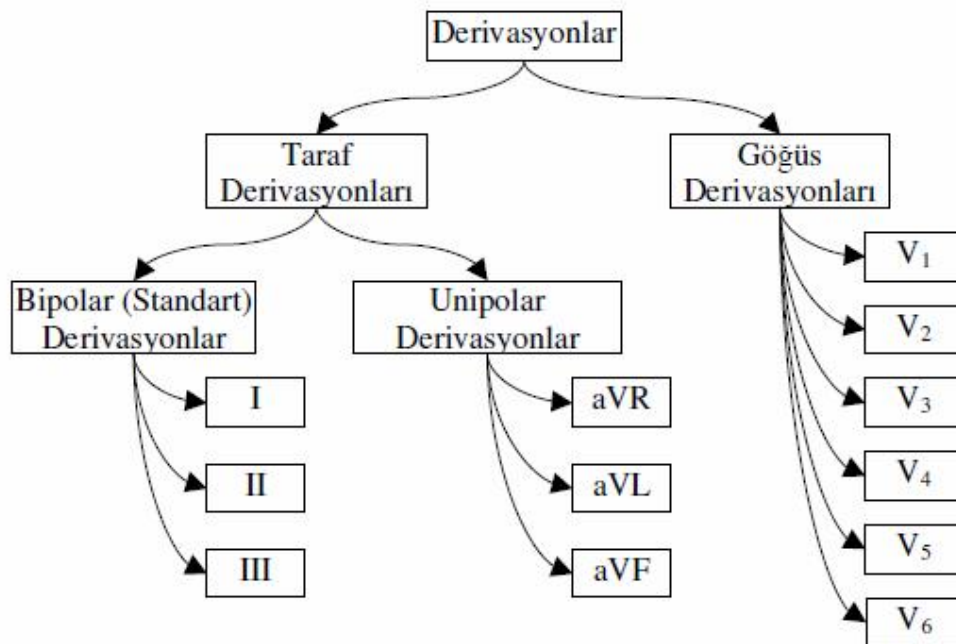 Derivasyonlar
Taraf
Derivasyonları
Göğüs
Derivasyonları
Bipolar (Standart)
Derivasyonlar
Unipolar
Derivasyonlar
I
II
III
aVR
aVL
aVF
V₁
V₂
V₃
V₄
V₅
V₆